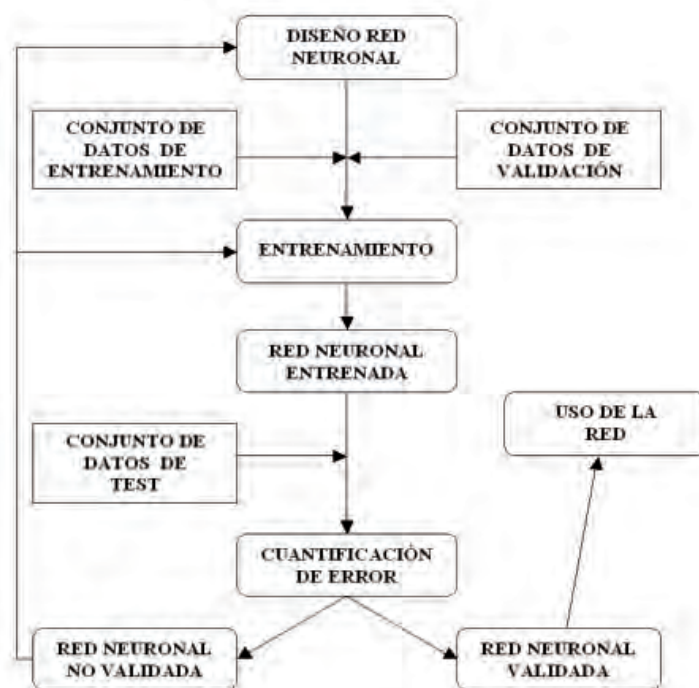 DISEÑO RED
NEURONAL
CONJUNTO DE
DATOS DE
ENTRENAMIENTO
CONJUNTO DE
DATOS DE
VALIDACIÓN
ENTRENAMIENTO
RED NEURONAL
ENTRENADA
USO DE LA
RED
CONJUNTO DE
DATOS DE
TEST
CUANTIFICACIÓN
DE ERROR
RED NEURONAL
NO VALIDADA
RED NEURONAL
VALIDADA